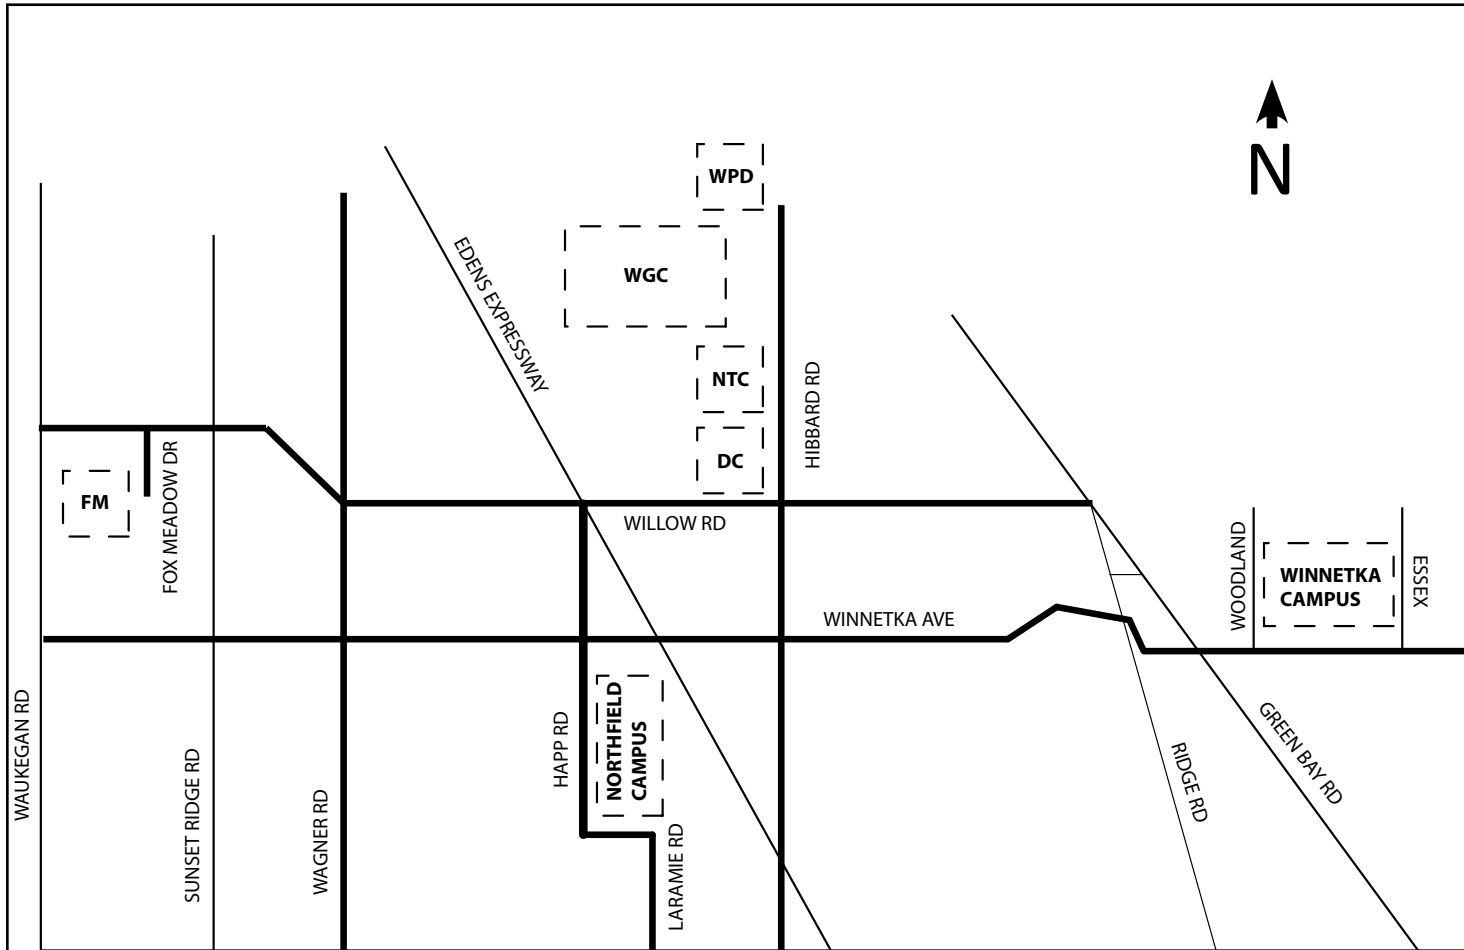 WPD
N
EDENS EXPRESSWAY
WGC
NTC
HIBBARD RD
DC
FOX MEADOW DR
FM
WILLOW RD
WOODLAND
WINNETKA
CAMPUS
ESSEX
WINNETKA AVE
WAUKEGAN RD
SUNSET RIDGE RD
WAGNER RD
HAPP RD
NORTHFIELD
CAMPUS
LARAMIE RD
RIDGE RD
GREEN BAY RD